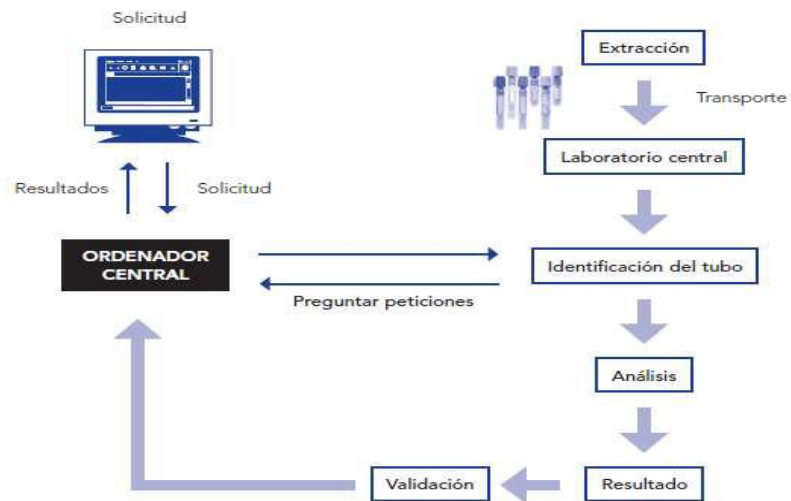 Solicitud
Extracción
Transporte
Laboratorio central
Resultados
Solicitud
ORDENADOR
CENTRAL
Identificación del tubo
Preguntar peticiones
Análisis
Validación
Resultado